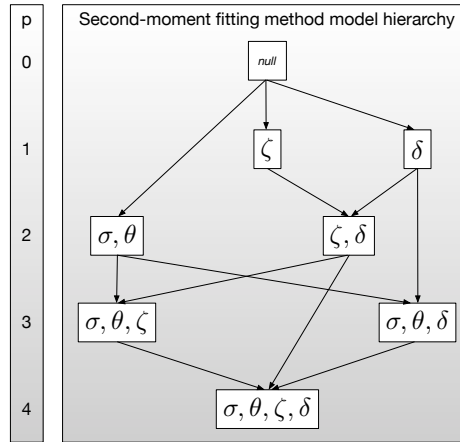 p Second-moment fitting method model hierarchy
0 null
1 ζ δ
2 σ, θ ζ, δ
3 σ, θ, ζ σ, θ, δ
4 σ, θ, ζ, δ